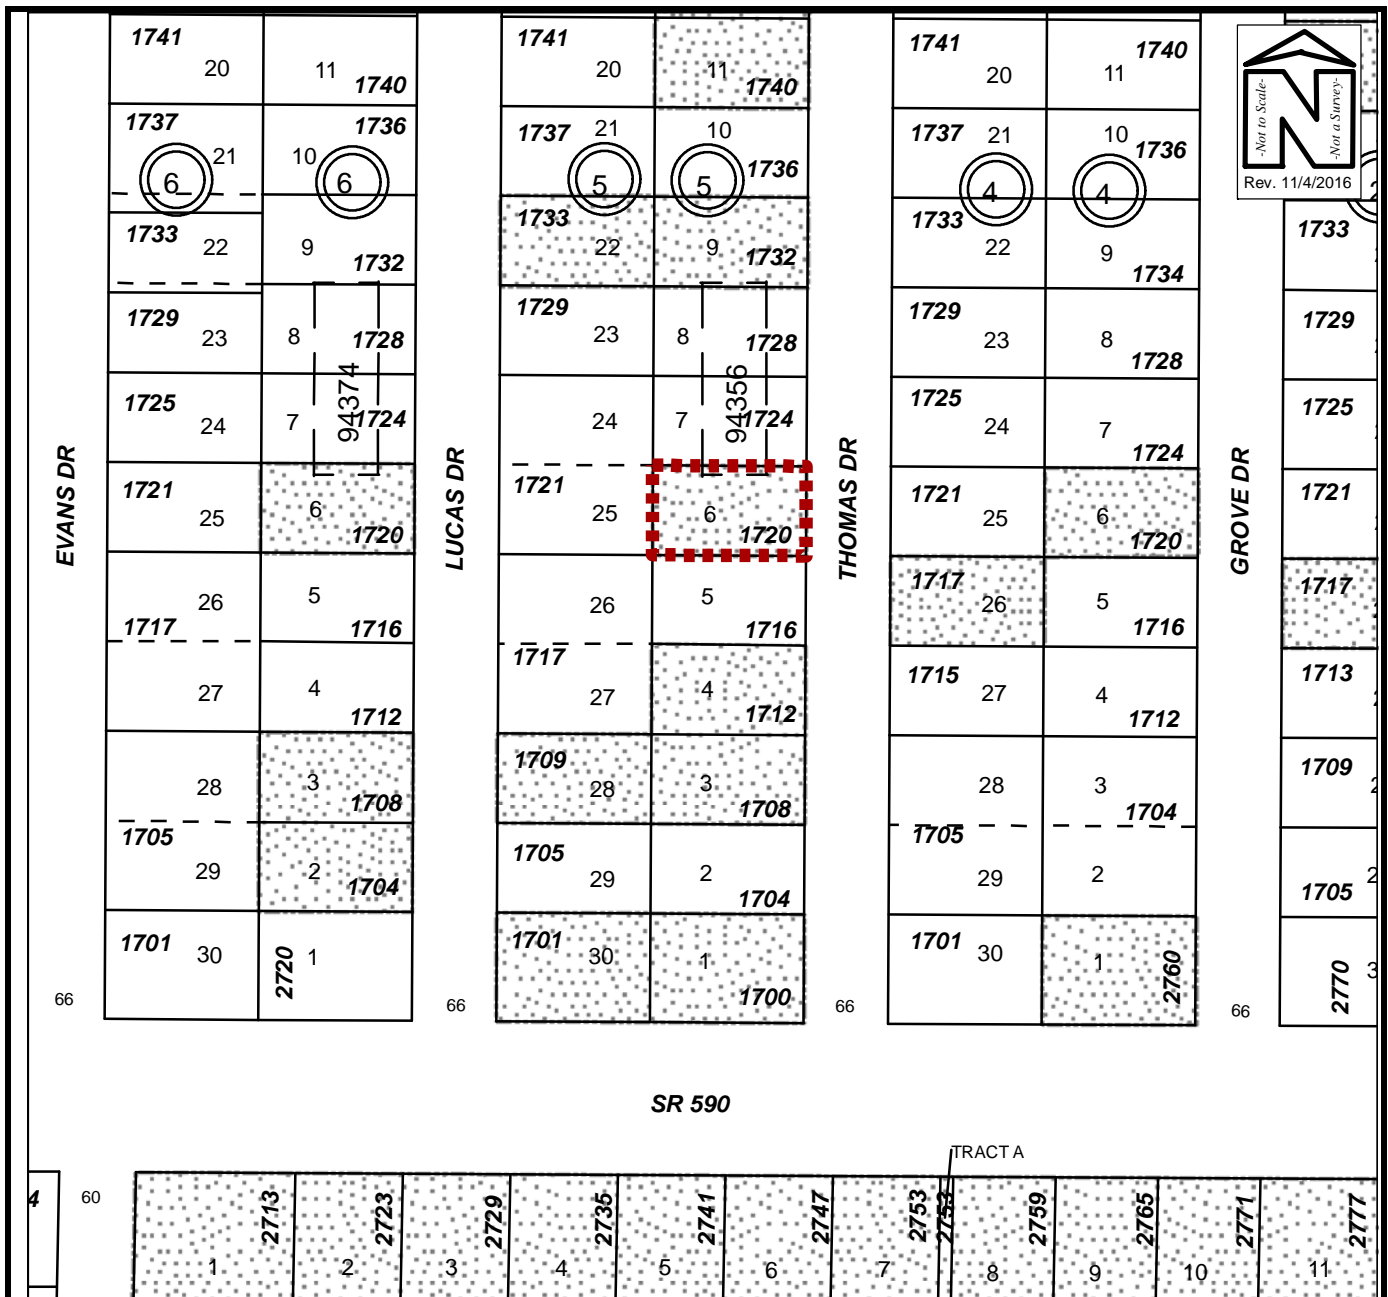 1741 20 11 1740
1741 20 11 1740
1741 20 11 1740
-Not to Scale-
-Not a Survey-
Rev. 11/4/2016
1737 21 10 1736
6 6
1737 21 10 1736
5 5
1737 21 10 1736
4 4
1733 22 9 1732
1733 22 9 1732
1733 22 9 1734
1733
1729 23 8 1728
1729 23 8 1728
1729 23 8 1728
1729
94374
94356
1725 24 7 1724
24 7 1724
1725 24 7 1724
1725
EVANS DR
LUCAS DR
THOMAS DR
GROVE DR
1721 25 6 1720
1721 25 6 1720
1721 25 6 1720
1721
1717 26 5 1716
26 5 1716
1717 26 5 1716
1717
27 4 1712
1717 27 4 1712
1715 27 4 1712
1713
28 3 1708
1709 28 3 1708
28 3 1704
1709
1705 29 2 1704
1705 29 2 1704
1705 29 2
1705
1701 30 2720 1
1701 30 1 1700
1701 30 1 2760
2770
66 66 66 66
SR 590
TRACT A
4 60
2713 2723 2729 2735 2741 2747 2753 2753 2759 2765 2771 2777
1 2 3 4 5 6 7 8 9 10 11